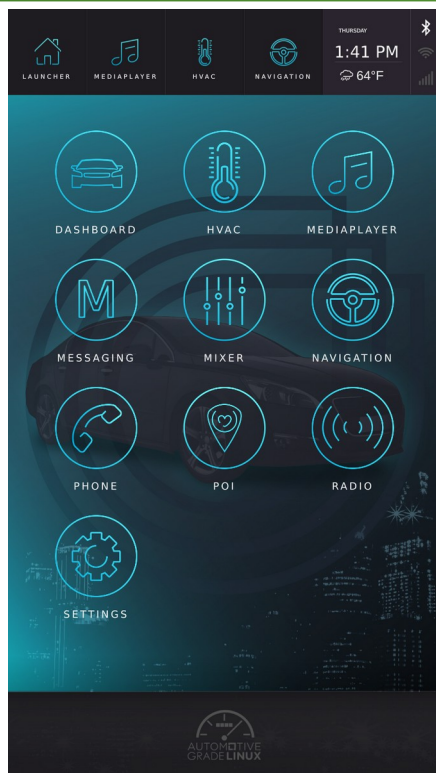 THURSDAY
1:41 PM
64°F
LAUNCHER
MEDIAPLAYER
HVAC
NAVIGATION
DASHBOARD
HVAC
MEDIAPLAYER
M
MESSAGING
MIXER
NAVIGATION
PHONE
POI
RADIO
SETTINGS
AUTOMOTIVE
GRADE LINUX